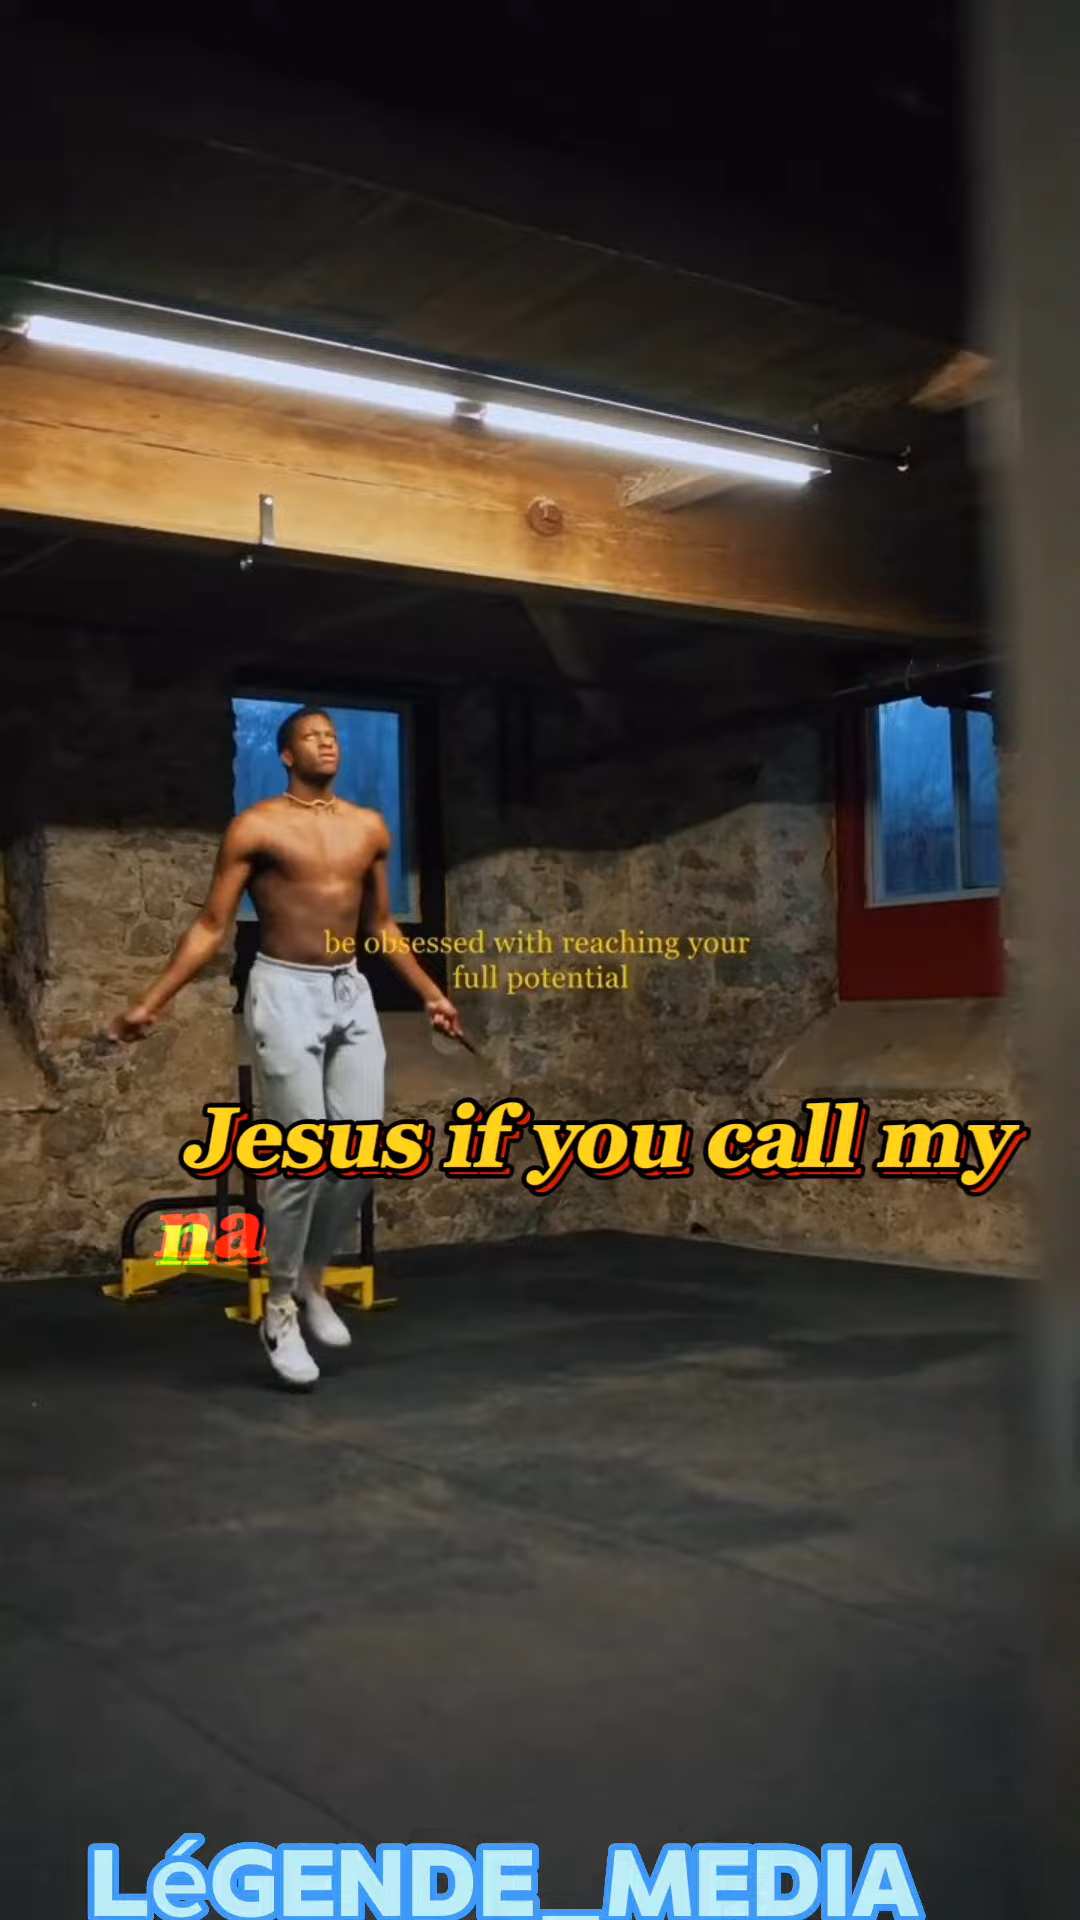 be obsessed with reaching your
full potential
Jesus if you call my
na
LéGENDE_MEDIA